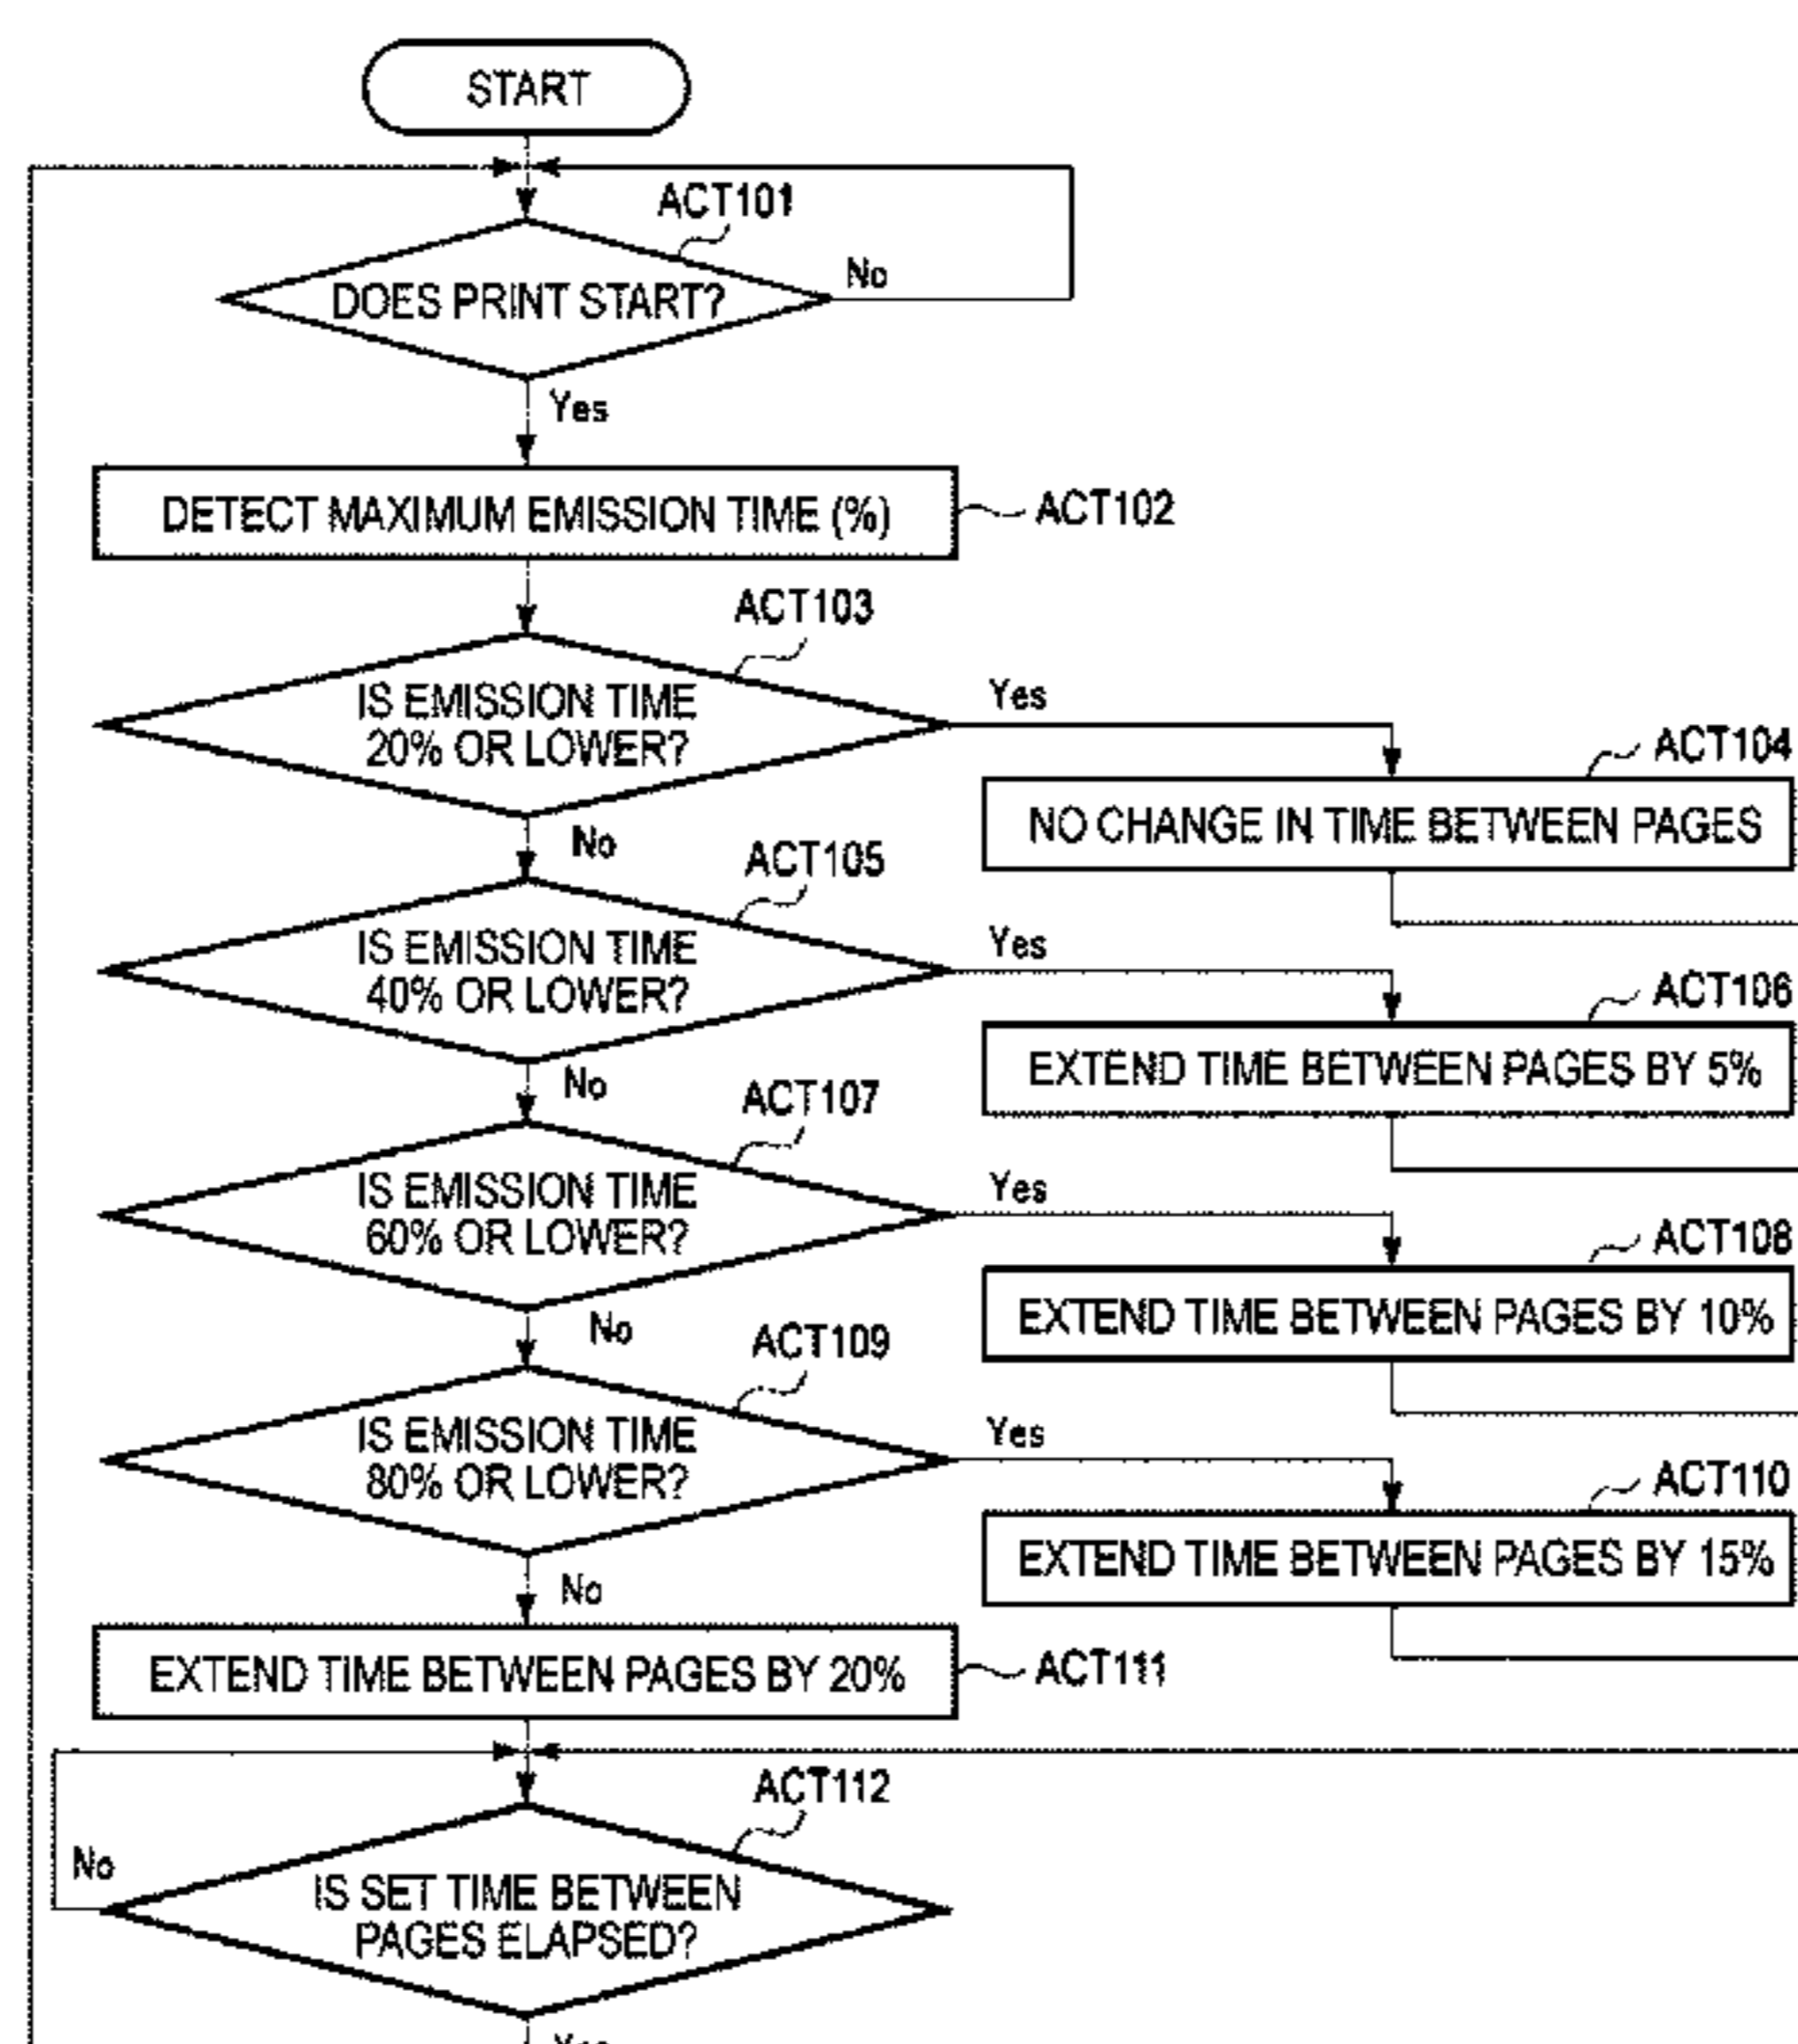 START
ACT101
DOES PRINT START?
No
Yes
DETECT MAXIMUM EMISSION TIME (%)
ACT102
ACT103
IS EMISSION TIME
20% OR LOWER?
Yes
No
ACT104
NO CHANGE IN TIME BETWEEN PAGES
ACT105
IS EMISSION TIME
40% OR LOWER?
Yes
No
ACT106
EXTEND TIME BETWEEN PAGES BY 5%
ACT107
IS EMISSION TIME
60% OR LOWER?
Yes
No
ACT108
EXTEND TIME BETWEEN PAGES BY 10%
ACT109
IS EMISSION TIME
80% OR LOWER?
Yes
No
ACT110
EXTEND TIME BETWEEN PAGES BY 15%
EXTEND TIME BETWEEN PAGES BY 20%
ACT111
ACT112
No
IS SET TIME BETWEEN
PAGES ELAPSED?
Yes